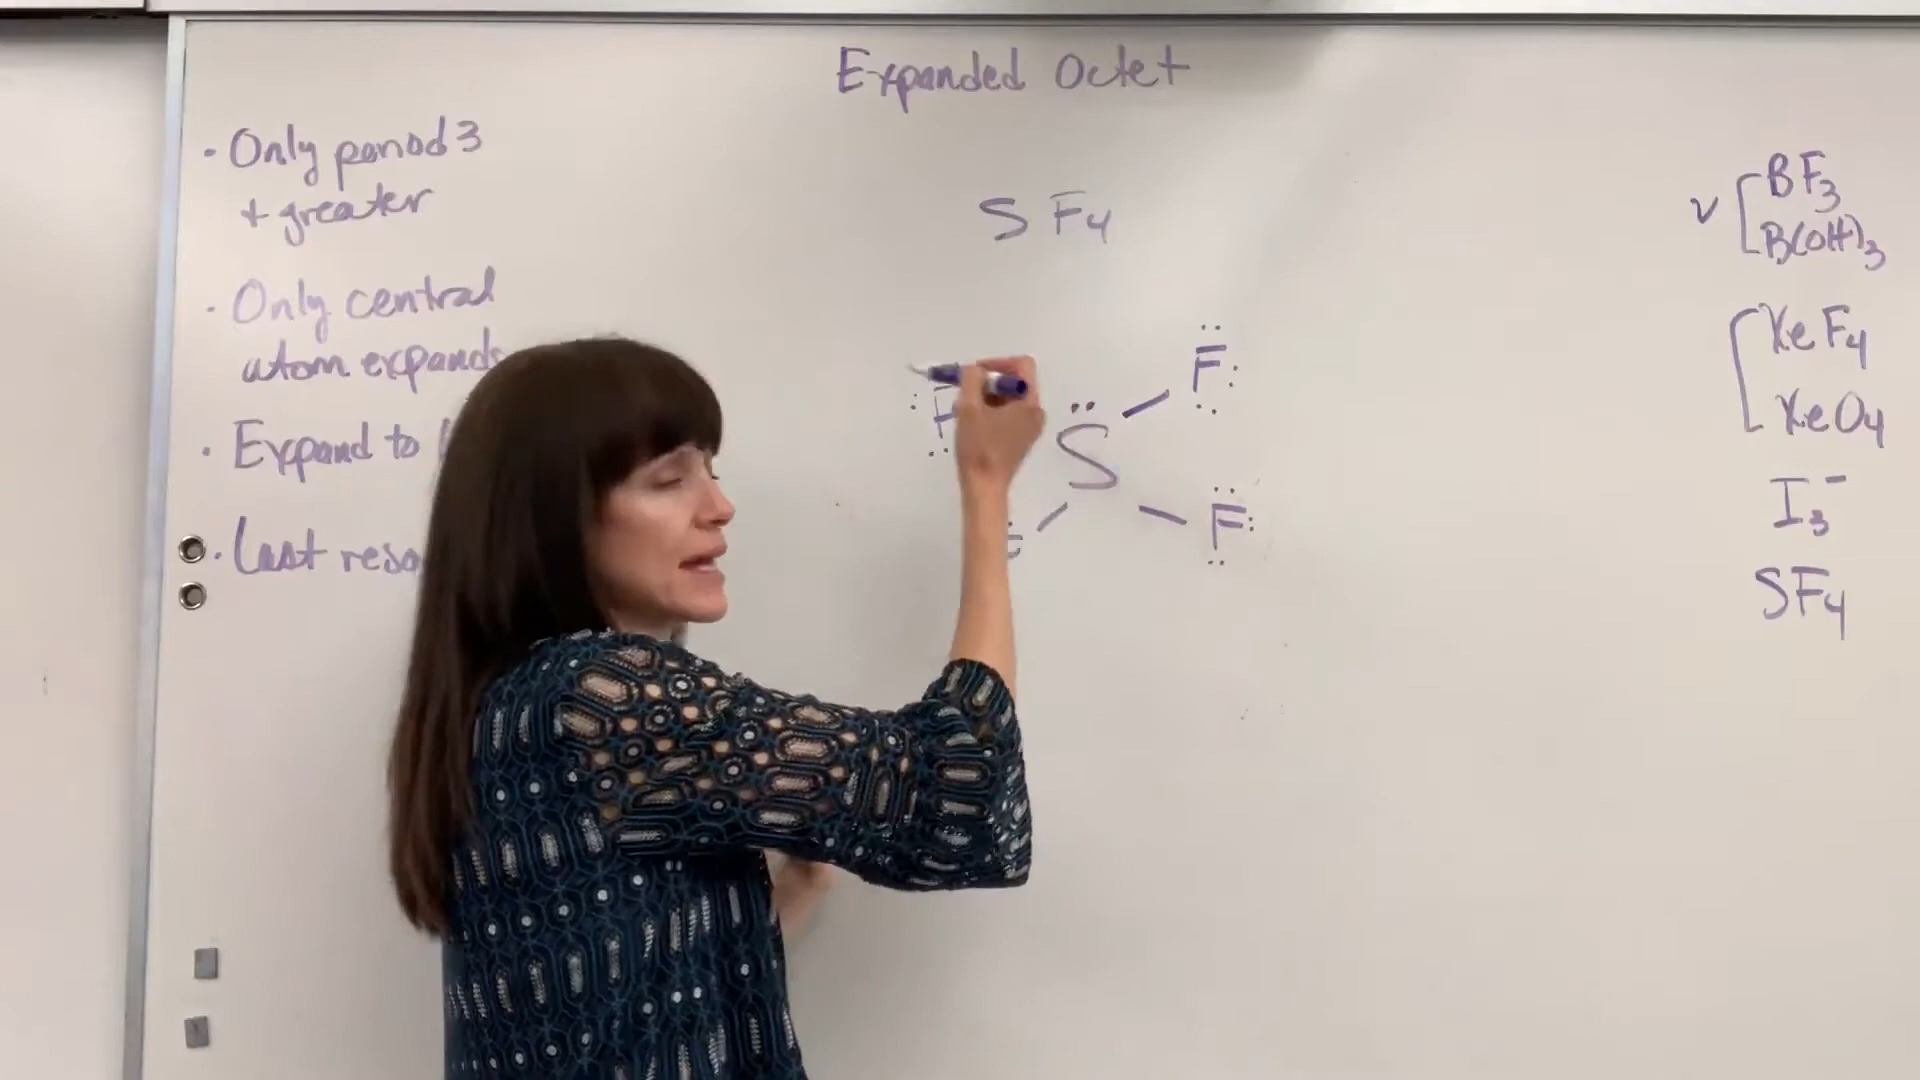 Expanded Octet
• Only period 3
+ greater
• Only central
atom expands
• Expand to
• Last
SF₄
F
F
S
F
BF₃
B(OH)₃
XeF₄
XeO₄
I₃⁻
SF₄